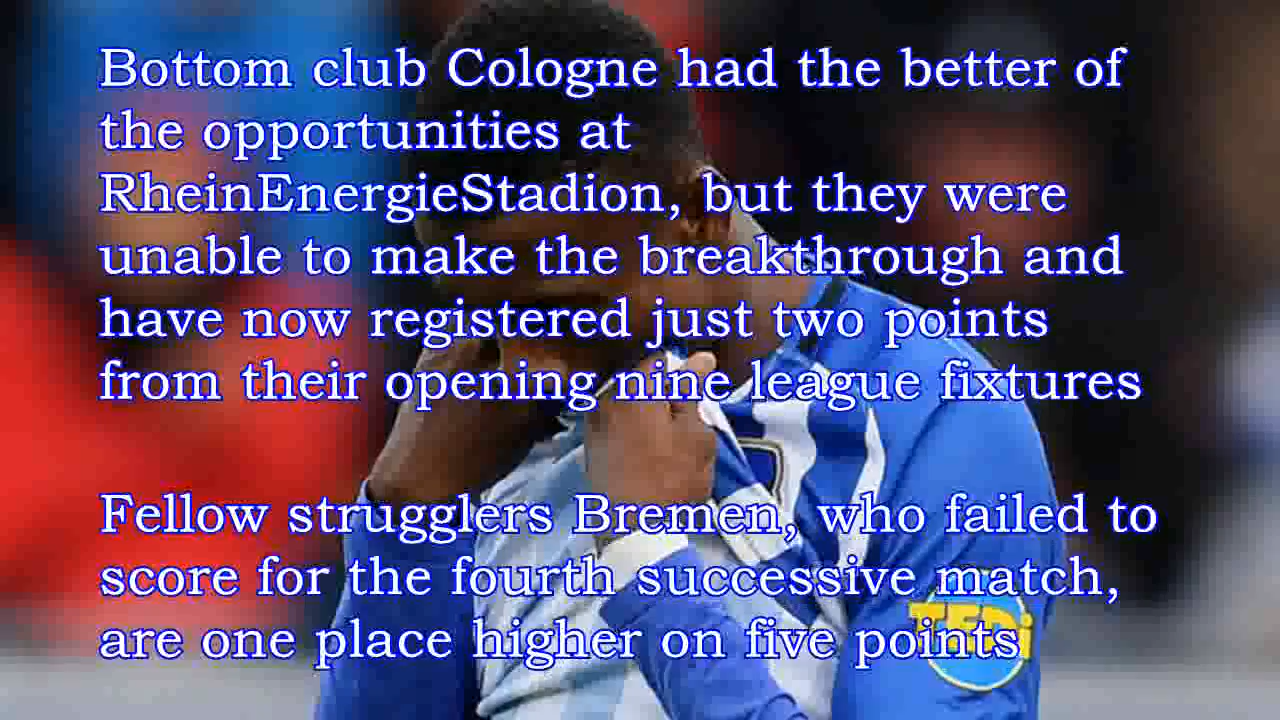 Bottom club Cologne had the better of
the opportunities at
RheinEnergieStadion, but they were
unable to make the breakthrough and
have now registered just two points
from their opening nine league fixtures
Fellow strugglers Bremen, who failed to
score for the fourth successive match,
are one place higher on five points
TEDi